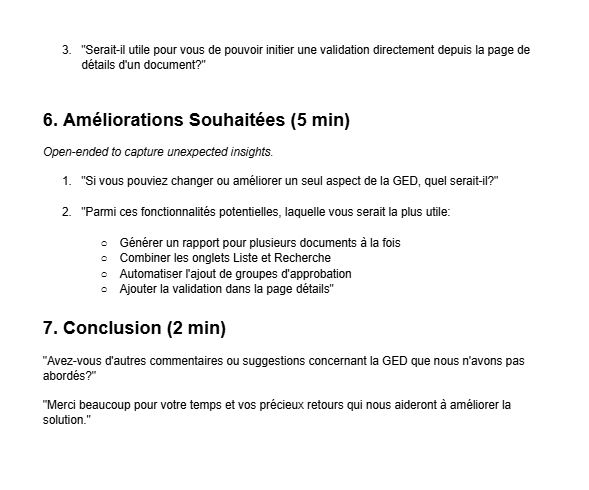 3. "Serait-il utile pour vous de pouvoir initier une validation directement depuis la page de
détails d'un document?"
6. Améliorations Souhaitées (5 min)
Open-ended to capture unexpected insights.
1. "Si vous pouviez changer ou améliorer un seul aspect de la GED, quel serait-il?"
2. "Parmi ces fonctionnalités potentielles, laquelle vous serait la plus utile:
○ Générer un rapport pour plusieurs documents à la fois
○ Combiner les onglets Liste et Recherche
○ Automatiser l'ajout de groupes d'approbation
○ Ajouter la validation dans la page détails"
7. Conclusion (2 min)
"Avez-vous d'autres commentaires ou suggestions concernant la GED que nous n'avons pas
abordés?"
"Merci beaucoup pour votre temps et vos précieux retours qui nous aideront à améliorer la
solution."